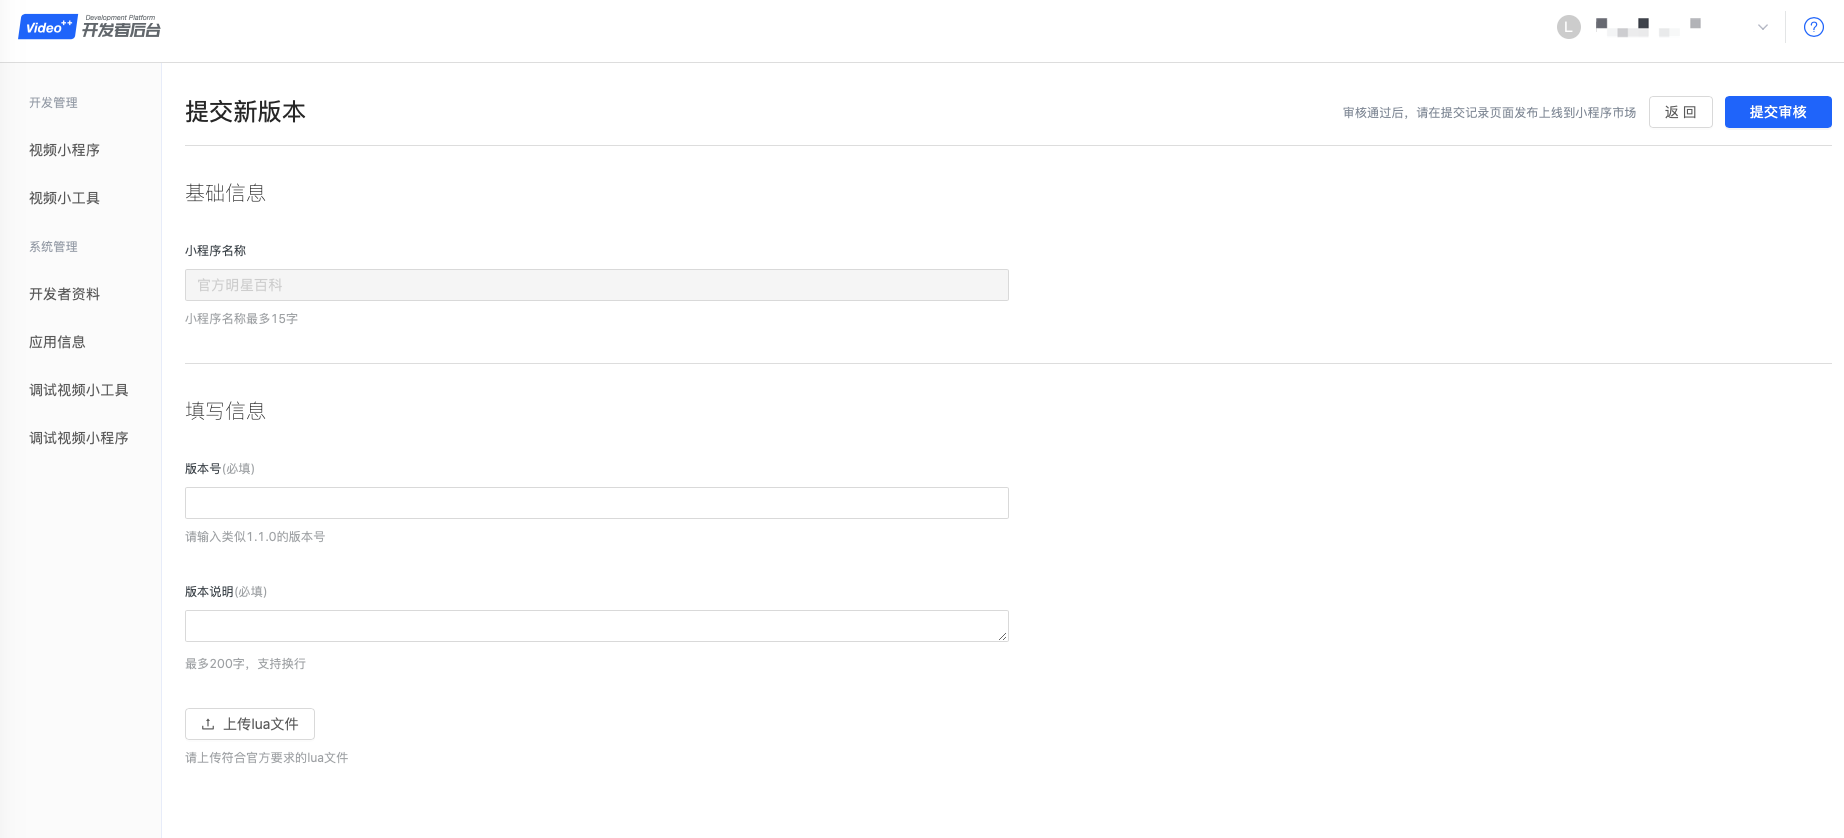 Video++
Development Platform
开发者后台
L
开发管理
视频小程序
视频小工具
系统管理
开发者资料
应用信息
调试视频小工具
调试视频小程序
提交新版本
审核通过后，请在提交记录页面发布上线到小程序市场
返 回
提交审核
基础信息
小程序名称
官方明星百科
小程序名称最多15字
填写信息
版本号(必填)
请输入类似1.1.0的版本号
版本说明(必填)
最多200字，支持换行
上传lua文件
请上传符合官方要求的lua文件